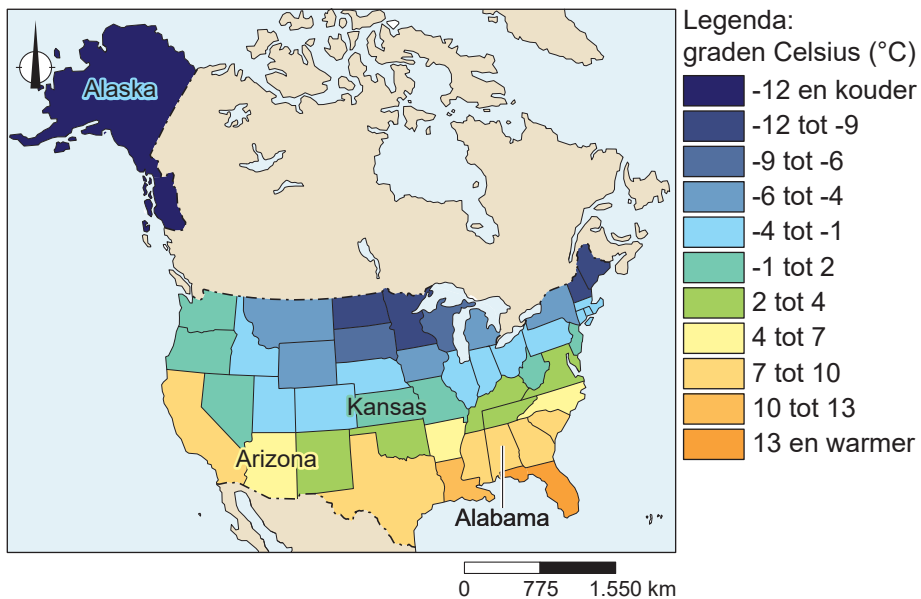 Legenda:
graden Celsius (°C)
-12 en kouder
-12 tot -9
-9 tot -6
-6 tot -4
-4 tot -1
-1 tot 2
2 tot 4
4 tot 7
7 tot 10
10 tot 13
13 en warmer
Alaska
Kansas
Arizona
Alabama
0 775 1.550 km